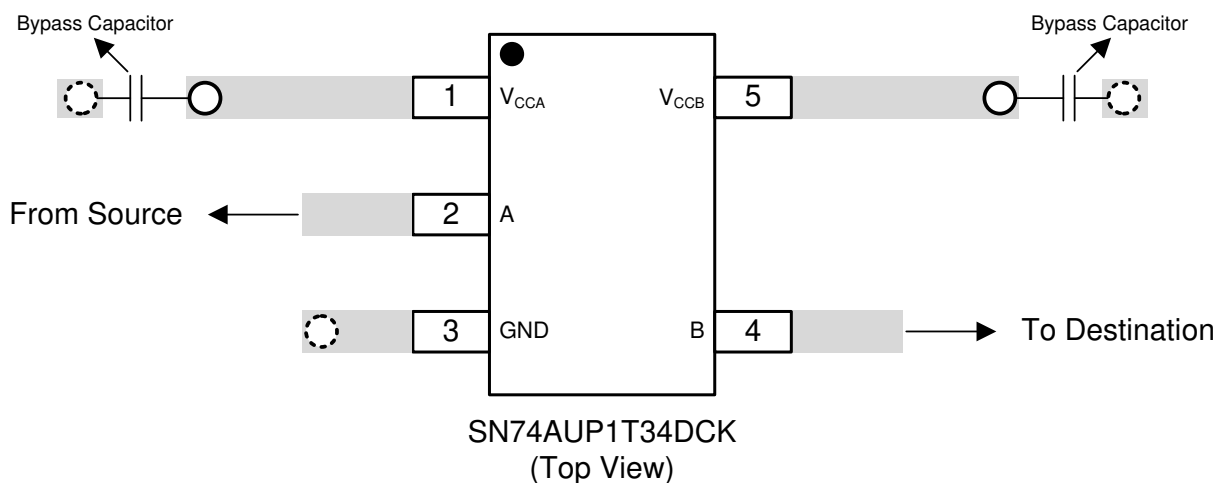 Bypass Capacitor
Bypass Capacitor
1 VCCA VCCB 5
From Source 2 A
3 GND B 4 To Destination
SN74AUP1T34DCK
(Top View)